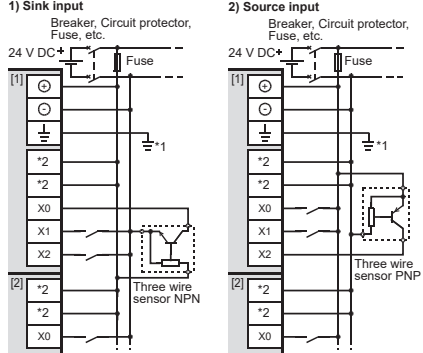 1) Sink input
Breaker, Circuit protector,
Fuse, etc.
24 V DC
Fuse
[1]
*1
*2
*2
X0
X1
X2
Three wire
sensor NPN
[2]
*2
*2
X0
2) Source input
Breaker, Circuit protector,
Fuse, etc.
24 V DC
Fuse
[1]
*1
*2
*2
X0
X1
X2
Three wire
sensor PNP
[2]
*2
*2
X0